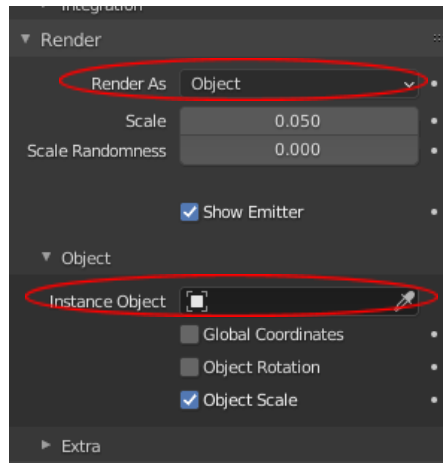 Integration
Render
Render As Object
Scale 0.050
Scale Randomness 0.000
Show Emitter
Object
Instance Object
Global Coordinates
Object Rotation
Object Scale
Extra